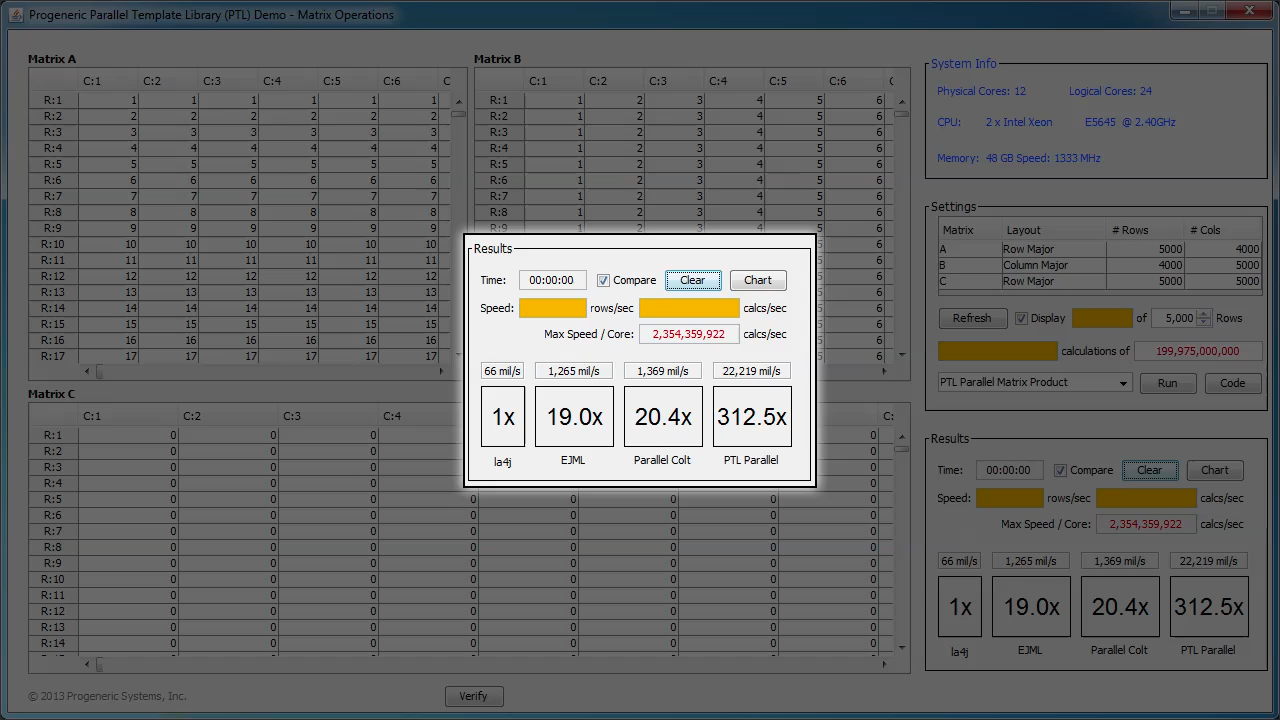 Progeneric Parallel Template Library (PTL) Demo - Matrix Operations
Matrix A
C:1 C:2 C:3 C:4 C:5 C:6 C
R:1 1 1 1 1 1 1
R:2 2 2 2 2 2 2
R:3 3 3 3 3 3 3
R:4 4 4 4 4 4 4
R:5 5 5 5 5 5 5
R:6 6 6 6 6 6 6
R:7 7 7 7 7 7 7
R:8 8 8 8 8 8 8
R:9 9 9 9 9 9 9
R:10 10 10 10 10 10 10
R:11 11 11 11 11 11 11
R:12 12 12 12 12 12 12
R:13 13 13 13 13 13 13
R:14 14 14 14 14 14 14
R:15 15 15 15 15 15 15
R:16 16 16 16 16 16 16
R:17 17 17 17 17 17 17
Matrix B
C:1 C:2 C:3 C:4 C:5 C:6
R:1 1 2 3 4 5 6
R:2 1 2 3 4 5 6
R:3 1 2 3 4 5 6
R:4 1 2 3 4 5 6
R:5 1 2 3 4 5 6
R:6 1 2 3 4 5 6
R:7 1 2 3 4 5 6
R:8 1 2 3 4 5 6
R:9 1 2 3 4 5 6
6
6
6
6
6
6
6
6
Results
Time: 00:00:00 Compare Clear Chart
Speed: rows/sec calcs/sec
Max Speed / Core: 2,354,359,922 calcs/sec
66 mil/s 1,265 mil/s 1,369 mil/s 22,219 mil/s
1x 19.0x 20.4x 312.5x
la4j EJML Parallel Colt PTL Parallel
Matrix C
C:1 C:2 C:3 C:4 C:
R:1 0 0 0 0 0
R:2 0 0 0 0 0
R:3 0 0 0 0 0
R:4 0 0 0 0
R:5 0 0 0 0 0
R:6 0 0 0 0 0
R:7 0 0 0 0 0
R:8 0 0 0 0 0
R:9 0 0 0 0 0
R:10 0 0 0 0 0
R:11 0 0 0 0 0
R:12 0 0 0 0 0
R:13 0 0 0 0 0
R:14 0 0 0 0 0
System Info
Physical Cores: 12 Logical Cores: 24
CPU: 2 x Intel Xeon E5645 @ 2.40GHz
Memory: 48 GB Speed: 1333 MHz
Settings
Matrix Layout # Rows # Cols
A Row Major 5000 4000
B Column Major 4000 5000
C Row Major 5000 5000
Refresh Display of 5,000 Rows
calculations of 199,975,000,000
PTL Parallel Matrix Product Run Code
Results
Time: 00:00:00 Compare Clear Chart
Speed: rows/sec calcs/sec
Max Speed / Core: 2,354,359,922 calcs/sec
66 mil/s 1,265 mil/s 1,369 mil/s 22,219 mil/s
1x 19.0x 20.4x 312.5x
la4j EJML Parallel Colt PTL Parallel
© 2013 Progeneric Systems, Inc. Verify